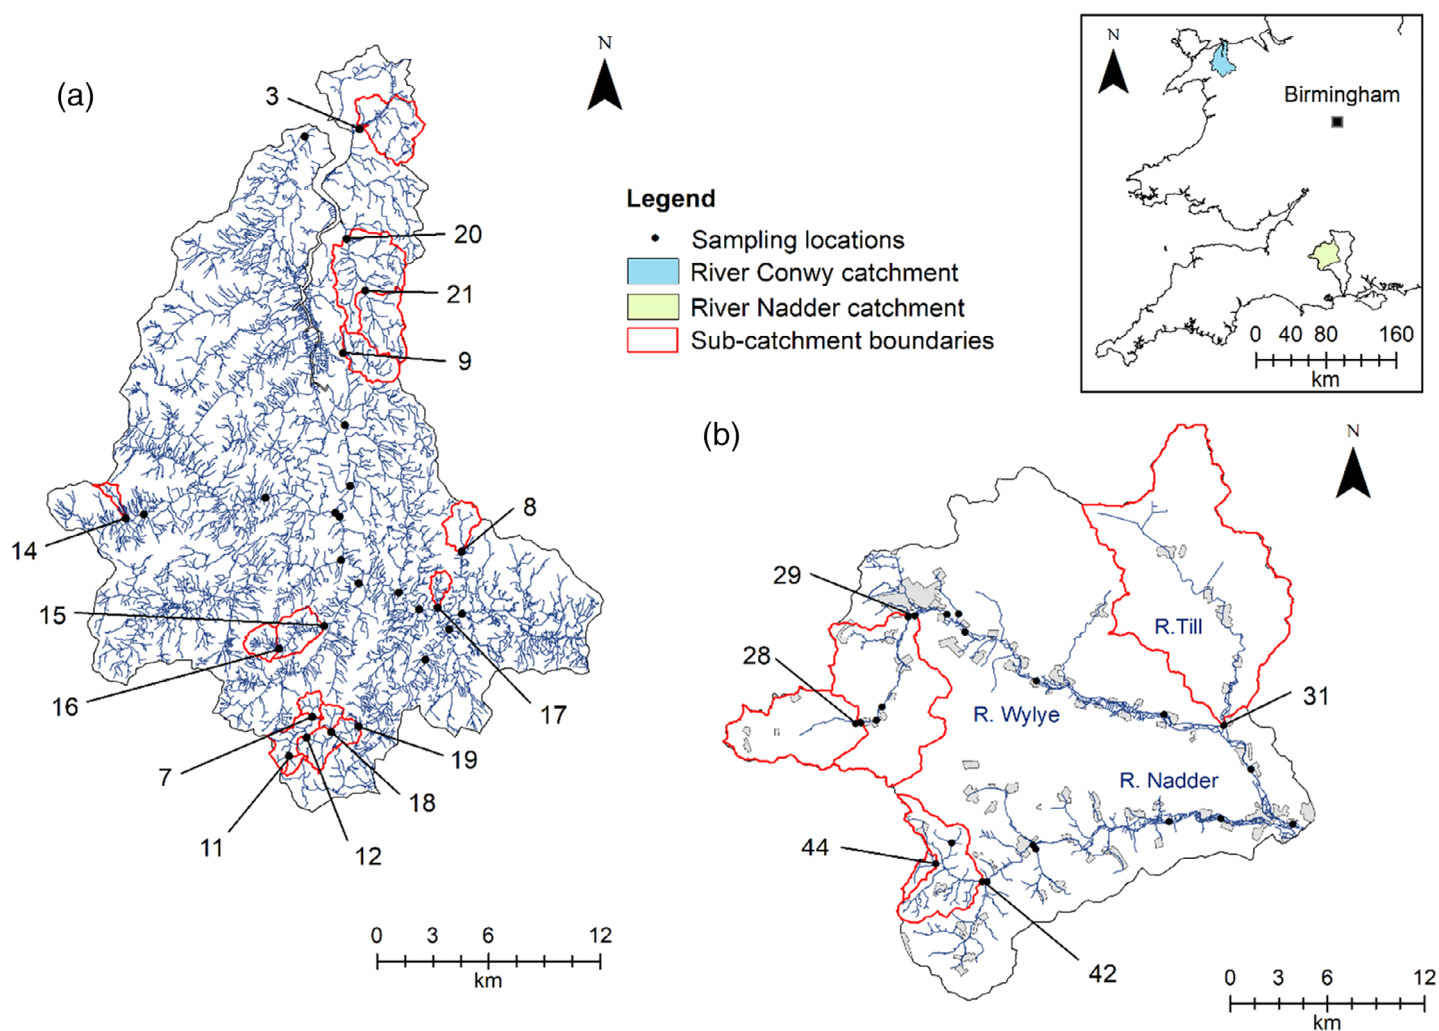 (a)
N
3
20
21
9
14
8
15
16
17
7
19
18
11
12
0 3 6 12
km
Legend
Sampling locations
River Conwy catchment
River Nadder catchment
Sub-catchment boundaries
N
Birmingham
0 40 80 160
km
(b)
N
29
R.Till
28
31
R. Wylye
R. Nadder
44
42
0 3 6 12
km